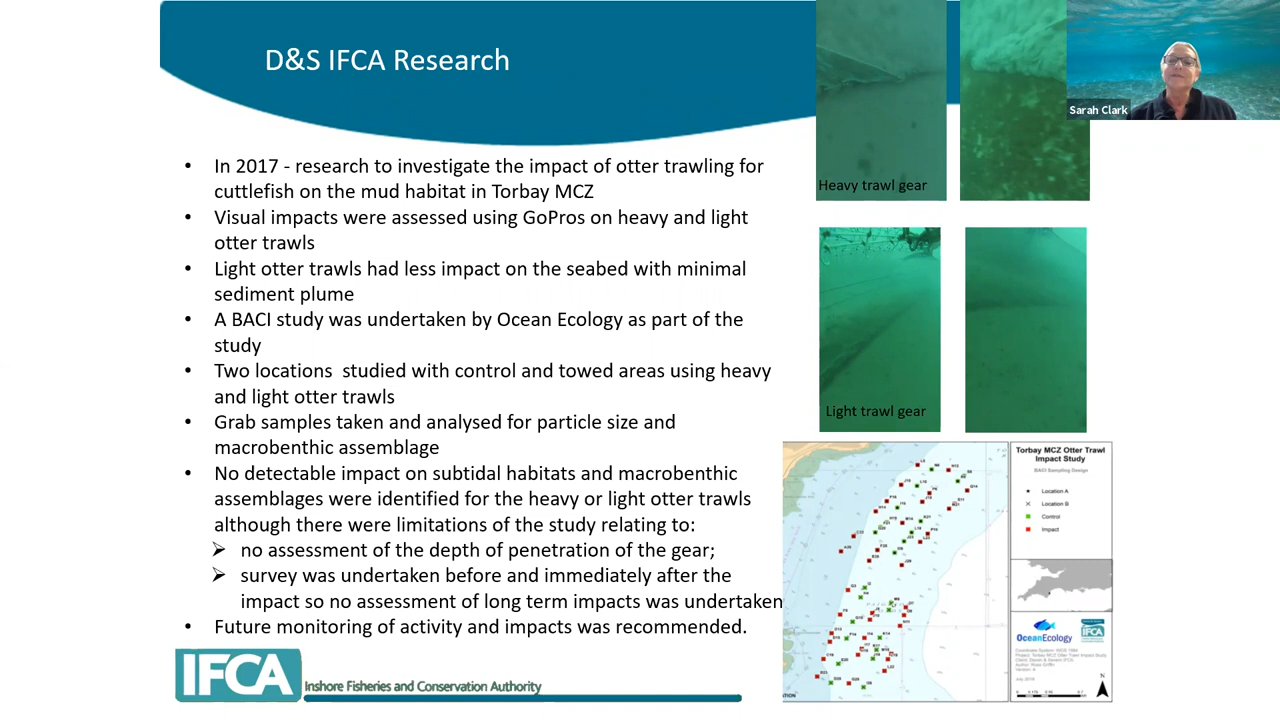 D&S IFCA Research
Sarah Clark
• In 2017 - research to investigate the impact of otter trawling for
cuttlefish on the mud habitat in Torbay MCZ
• Visual impacts were assessed using GoPros on heavy and light
otter trawls
• Light otter trawls had less impact on the seabed with minimal
sediment plume
• A BACI study was undertaken by Ocean Ecology as part of the
study
• Two locations  studied with control and towed areas using heavy
and light otter trawls
• Grab samples taken and analysed for particle size and
macrobenthic assemblage
• No detectable impact on subtidal habitats and macrobenthic
assemblages were identified for the heavy or light otter trawls
although there were limitations of the study relating to:
➢ no assessment of the depth of penetration of the gear;
➢ survey was undertaken before and immediately after the
impact so no assessment of long term impacts was undertaken
• Future monitoring of activity and impacts was recommended.
Heavy trawl gear
Light trawl gear
Torbay MCZ Otter Trawl
Impact Study
BACI Sampling Design
Location A
Location B
Control
Impact
OceanEcology
IFCA
July 2018
N
IFCA
Inshore Fisheries and Conservation Authority